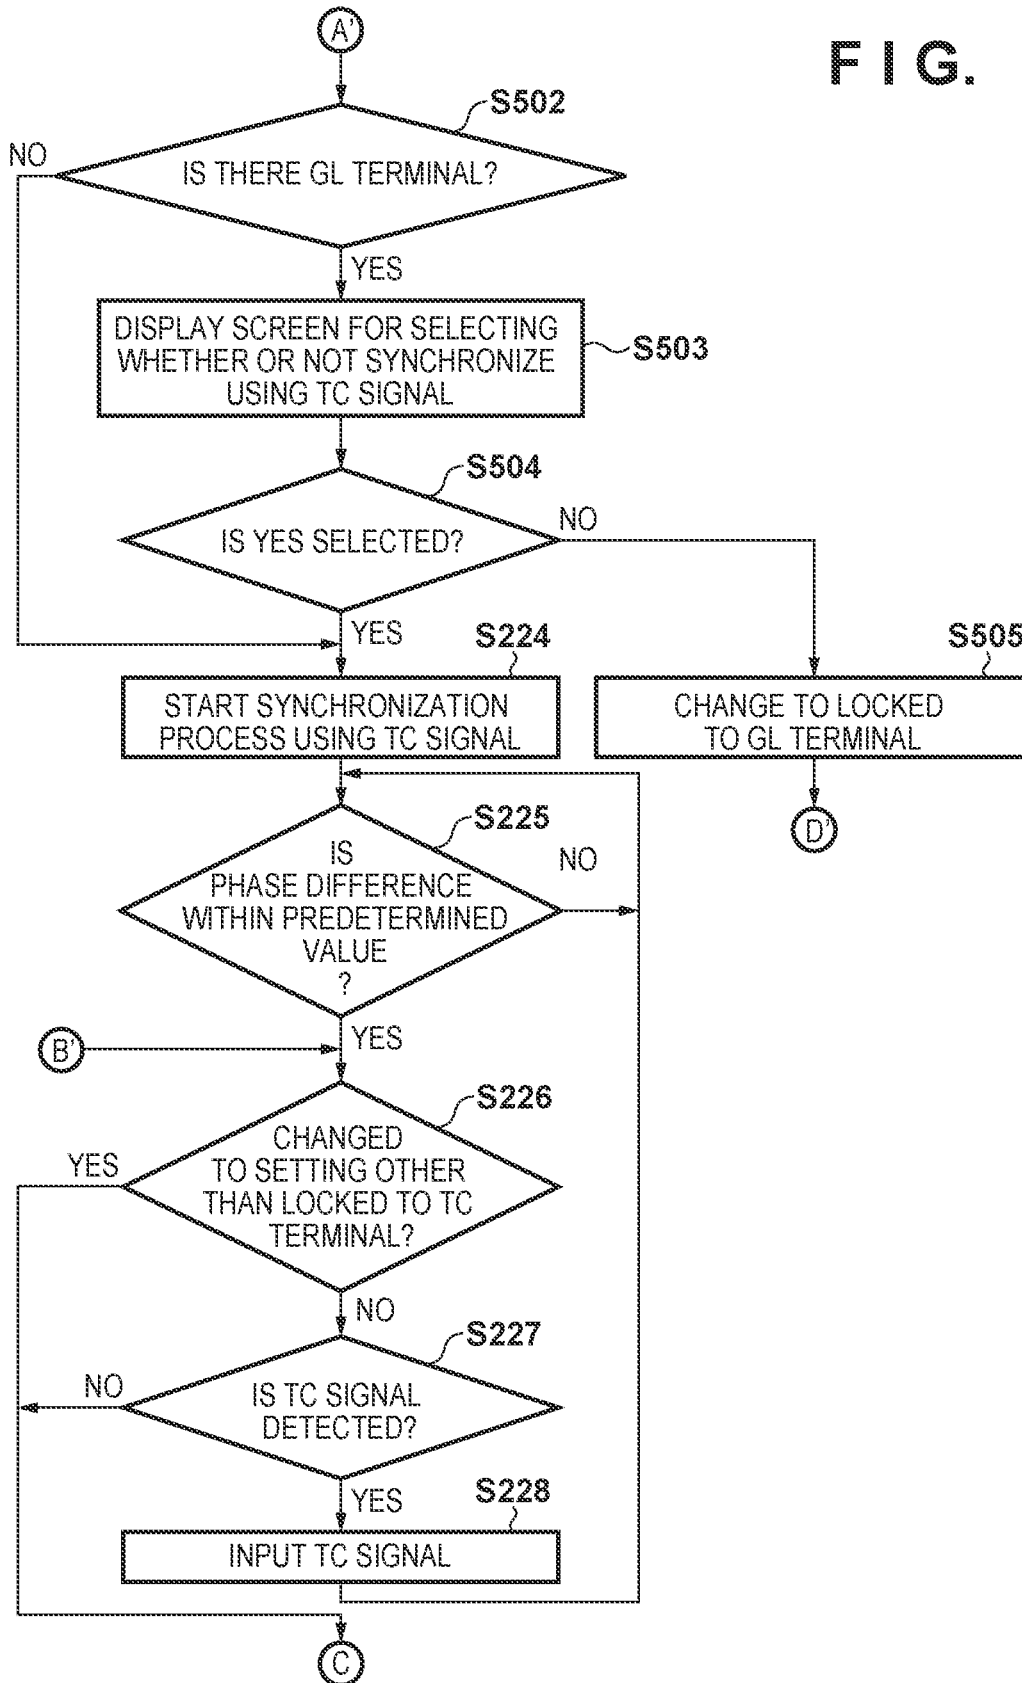 A'
FIG.
S502
NO
IS THERE GL TERMINAL?
YES
DISPLAY SCREEN FOR SELECTING
WHETHER OR NOT SYNCHRONIZE
USING TC SIGNAL
S503
S504
NO
IS YES SELECTED?
YES
S224
S505
START SYNCHRONIZATION
PROCESS USING TC SIGNAL
CHANGE TO LOCKED
TO GL TERMINAL
D'
S225
NO
IS
PHASE DIFFERENCE
WITHIN PREDETERMINED
VALUE
?
B'
YES
S226
YES
CHANGED
TO SETTING OTHER
THAN LOCKED TO TC
TERMINAL?
NO
S227
NO
IS TC SIGNAL
DETECTED?
YES
S228
INPUT TC SIGNAL
C